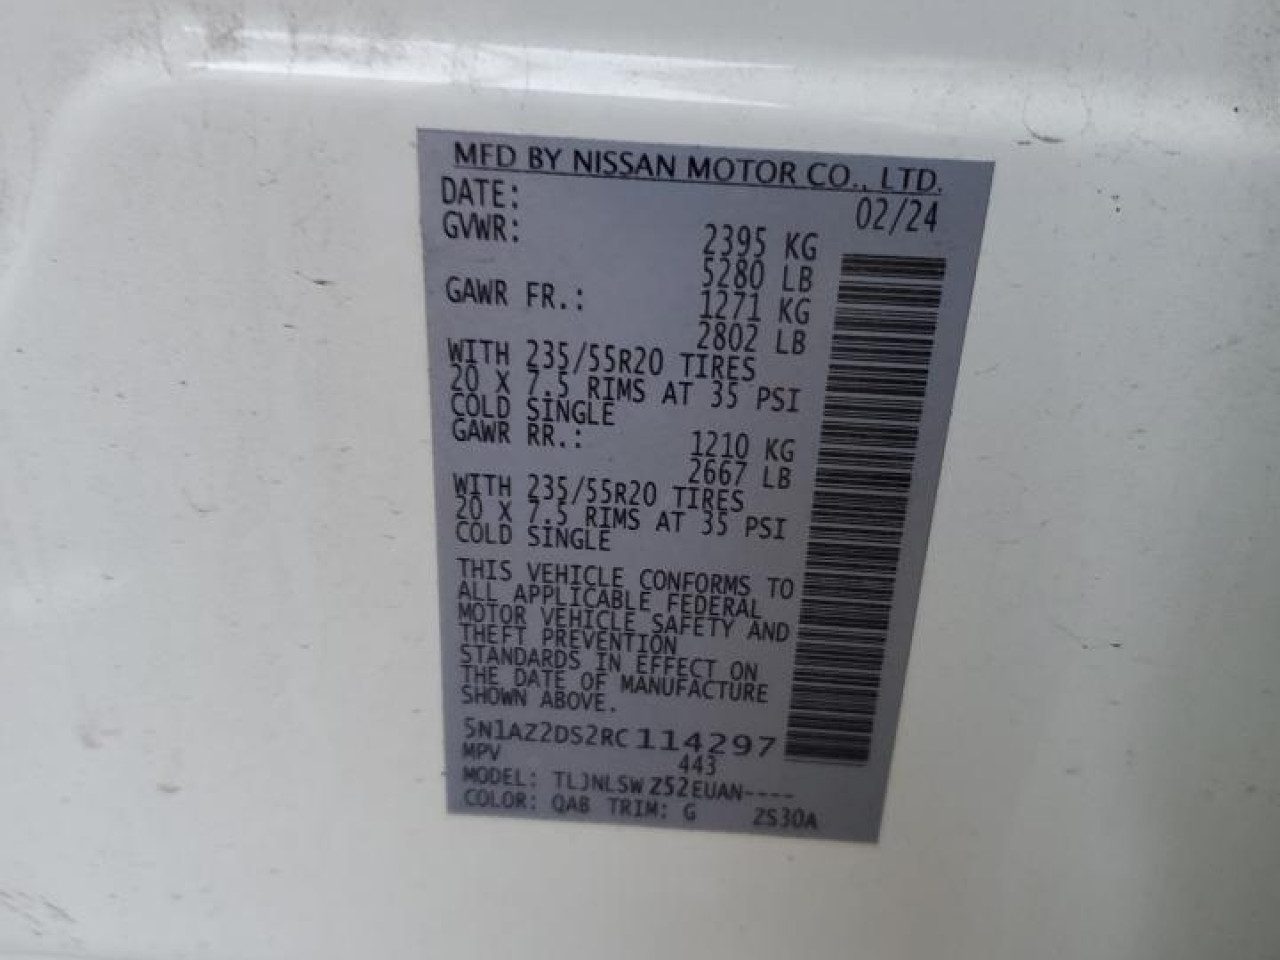 MFD BY NISSAN MOTOR CO., LTD.
DATE: 02/24
GVWR: 2395 KG
5280 LB
GAWR FR.: 1271 KG
2802 LB
WITH 235/55R20 TIRES
20 X 7.5 RIMS AT 35 PSI
COLD SINGLE
GAWR RR.: 1210 KG
2667 LB
WITH 235/55R20 TIRES
20 X 7.5 RIMS AT 35 PSI
COLD SINGLE
THIS VEHICLE CONFORMS TO
ALL APPLICABLE FEDERAL
MOTOR VEHICLE SAFETY AND
THEFT PREVENTION
STANDARDS IN EFFECT ON
THE DATE OF MANUFACTURE
SHOWN ABOVE.
5N1AZ2DS2RC114297
MPV 443
MODEL: TLJNLSWZ52EUAN----
COLOR: QAB TRIM: G ZS30A